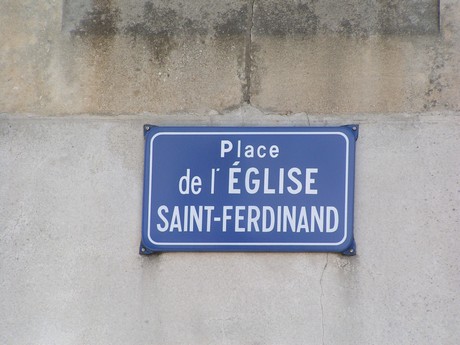 Place
de l'ÉGLISE
SAINT-FERDINAND